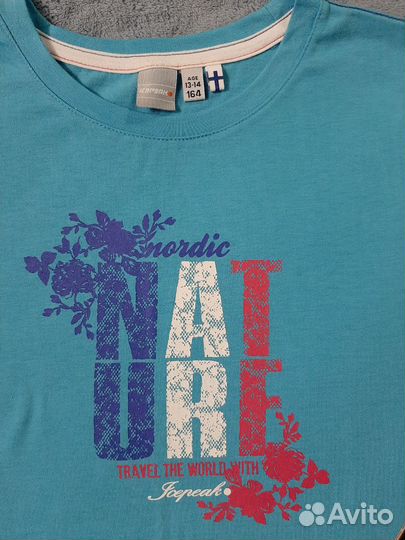 ICEPEAK
AGE
13-14
164
nordic
NAT
URE
TRAVEL THE WORLD WITH
Icepeak
Avito